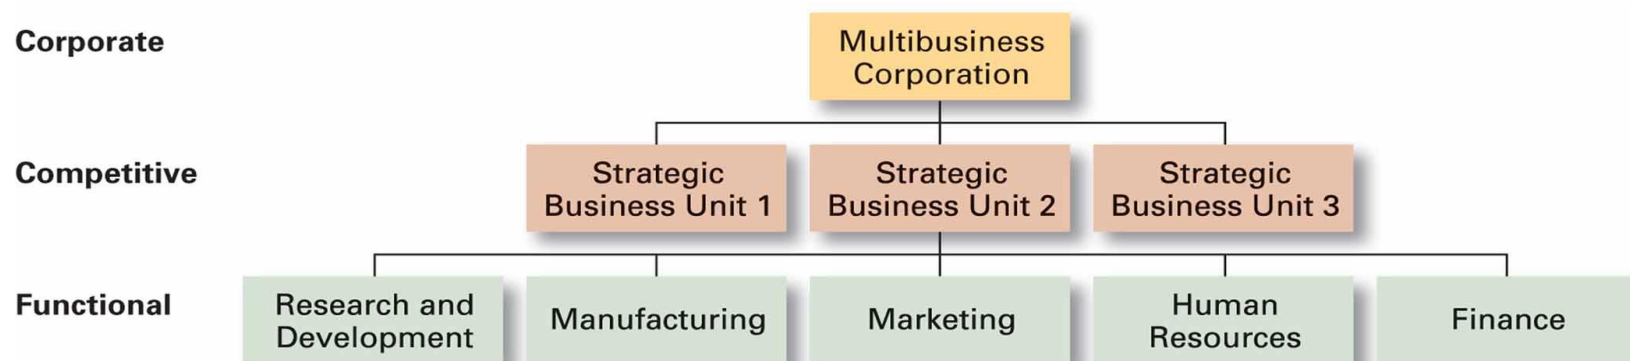 Corporate
Multibusiness
Corporation
Competitive
Strategic
Business Unit 1
Strategic
Business Unit 2
Strategic
Business Unit 3
Functional
Research and
Development
Manufacturing
Marketing
Human
Resources
Finance